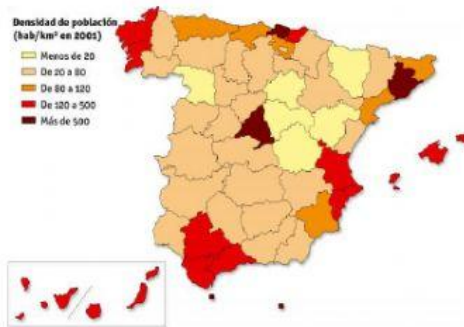 Densidad de población
(hab/km² en 2001)
Menos de 20
De 20 a 80
De 80 a 120
De 120 a 500
Más de 500